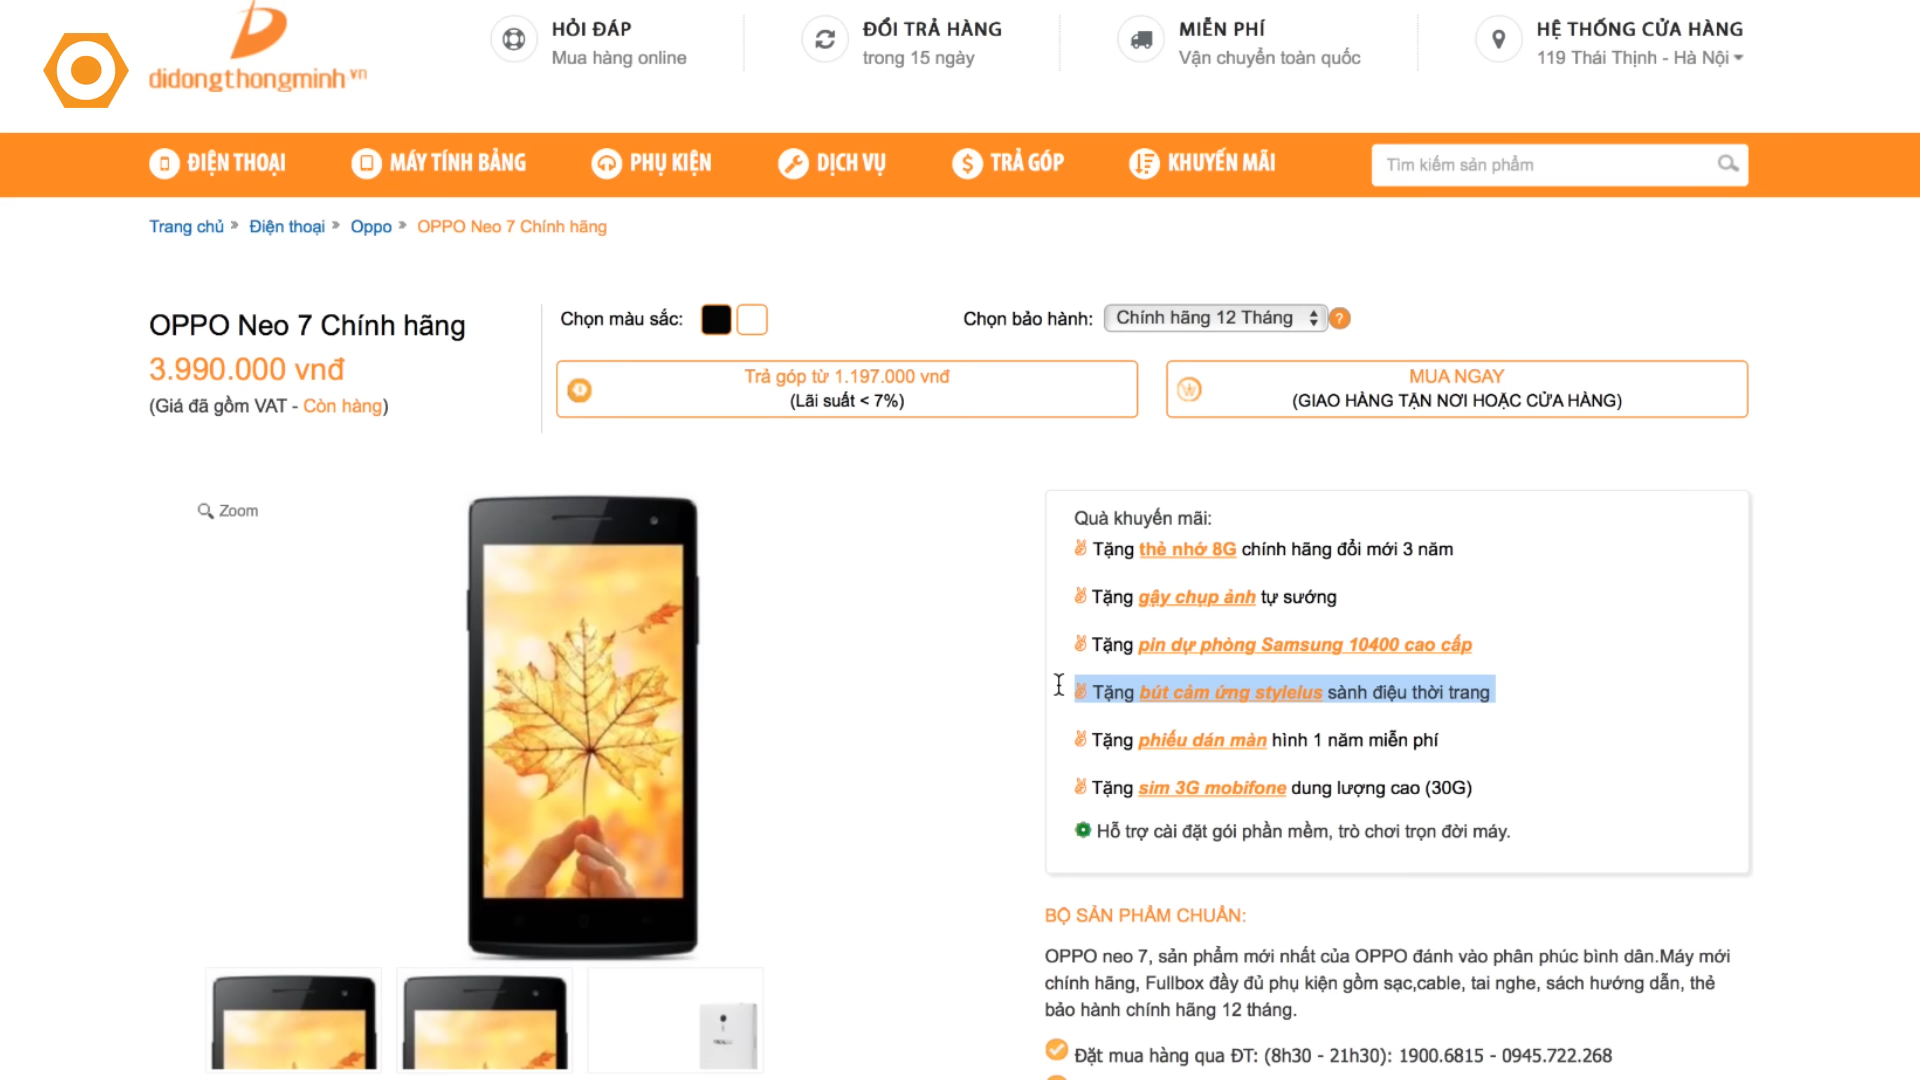 HỎI ĐÁP
Mua hàng online
ĐỔI TRẢ HÀNG
trong 15 ngày
MIỄN PHÍ
Vận chuyển toàn quốc
HỆ THỐNG CỬA HÀNG
119 Thái Thịnh - Hà Nội
didongthongminh.vn
ĐIỆN THOẠI
MÁY TÍNH BẢNG
PHỤ KIỆN
DỊCH VỤ
TRẢ GÓP
KHUYẾN MÃI
Tìm kiếm sản phẩm
Trang chủ » Điện thoại » Oppo » OPPO Neo 7 Chính hãng
OPPO Neo 7 Chính hãng
3.990.000 vnđ
(Giá đã gồm VAT - Còn hàng)
Chọn màu sắc:
Chọn bảo hành: Chính hãng 12 Tháng ?
Trả góp từ 1.197.000 vnđ
(Lãi suất < 7%)
MUA NGAY
(GIAO HÀNG TẬN NƠI HOẶC CỬA HÀNG)
Zoom
Quà khuyến mãi:
Tặng thẻ nhớ 8G chính hãng đổi mới 3 năm
Tặng gậy chụp ảnh tự sướng
Tặng pin dự phòng Samsung 10400 cao cấp
Tặng bút cảm ứng stylelus sành điệu thời trang
Tặng phiếu dán màn hình 1 năm miễn phí
Tặng sim 3G mobifone dung lượng cao (30G)
Hỗ trợ cài đặt gói phần mềm, trò chơi trọn đời máy.
BỘ SẢN PHẨM CHUẨN:
OPPO neo 7, sản phẩm mới nhất của OPPO đánh vào phân phúc bình dân.Máy mới
chính hãng, Fullbox đầy đủ phụ kiện gồm sạc,cable, tai nghe, sách hướng dẫn, thẻ
bảo hành chính hãng 12 tháng.
Đặt mua hàng qua ĐT: (8h30 - 21h30): 1900.6815 - 0945.722.268